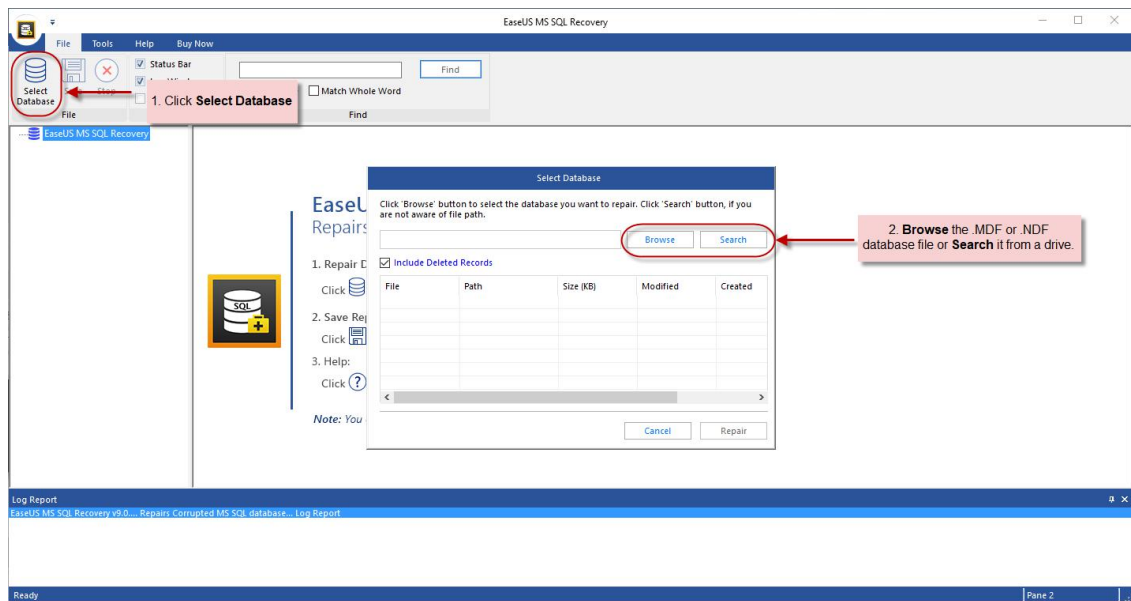 EaseUS MS SQL Recovery
File Tools Help Buy Now
Select
Database
Stop
Status Bar
Find
Match Whole Word
File
Find
1. Click Select Database
EaseUS MS SQL Recovery
EaseU
Repairs
1. Repair D
Click
2. Save Rep
Click
3. Help:
Click ?
Note: You
SQL
Select Database
Click 'Browse' button to select the database you want to repair. Click 'Search' button, if you
are not aware of file path.
Browse Search
Include Deleted Records
File Path Size (KB) Modified Created
Cancel Repair
2. Browse the .MDF or .NDF
database file or Search it from a drive.
Log Report
EaseUS MS SQL Recovery v9.0.... Repairs Corrupted MS SQL database... Log Report
Ready Pane 2